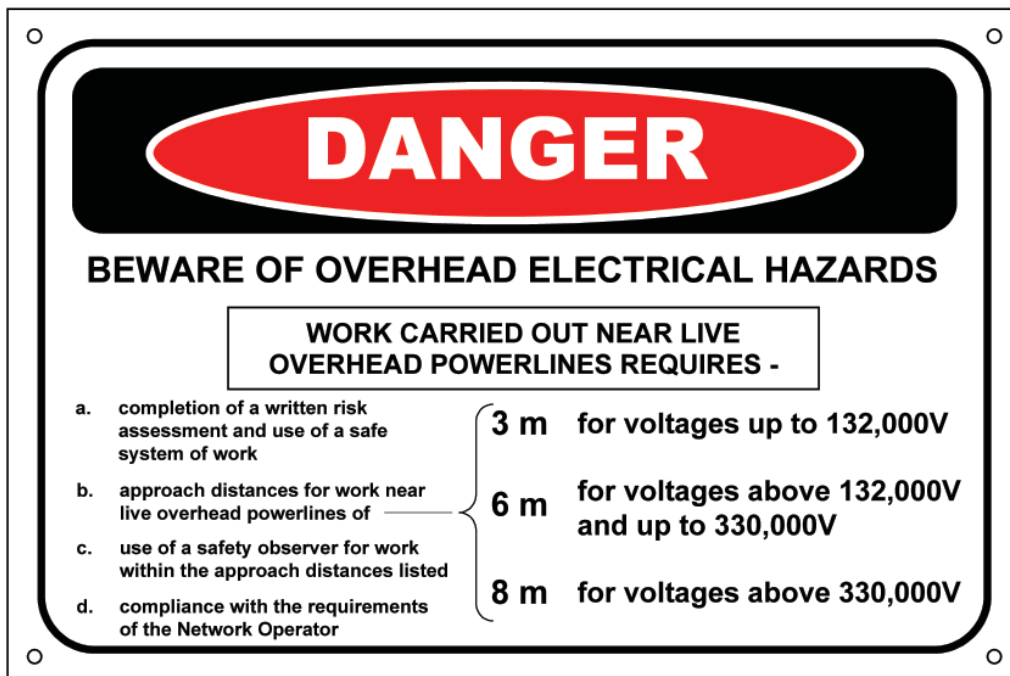 DANGER
BEWARE OF OVERHEAD ELECTRICAL HAZARDS
WORK CARRIED OUT NEAR LIVE
OVERHEAD POWERLINES REQUIRES -
a. completion of a written risk
assessment and use of a safe
system of work
b. approach distances for work near
live overhead powerlines of
c. use of a safety observer for work
within the approach distances listed
d. compliance with the requirements
of the Network Operator
3 m for voltages up to 132,000V
6 m for voltages above 132,000V
and up to 330,000V
8 m for voltages above 330,000V